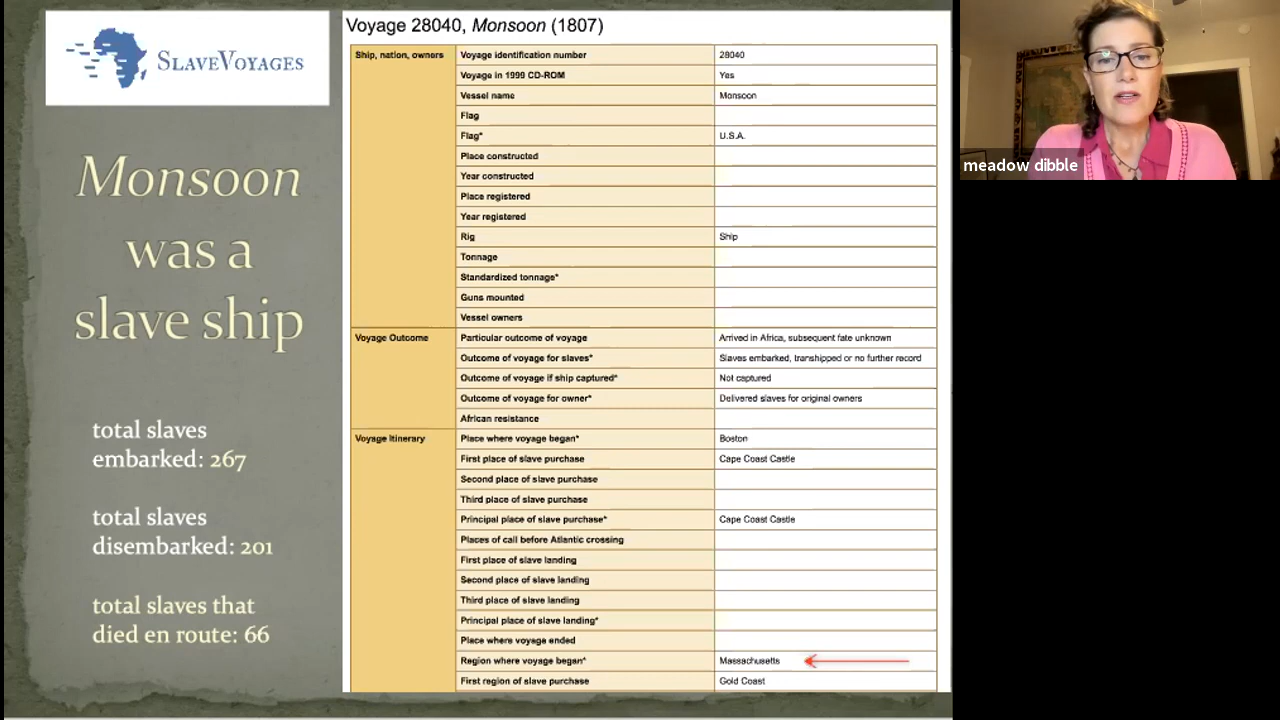 SlaveVoyages
Monsoon
was a
slave ship
total slaves
embarked: 267
total slaves
disembarked: 201
total slaves that
died en route: 66
Voyage 28040, Monsoon (1807)
Ship, nation, owners Voyage identification number 28040
Voyage in 1999 CD-ROM Yes
Vessel name Monsoon
Flag
Flag* U.S.A.
Place constructed
Year constructed
Place registered
Year registered
Rig Ship
Tonnage
Standardized tonnage*
Guns mounted
Vessel owners
Voyage Outcome Particular outcome of voyage Arrived in Africa, subsequent fate unknown
Outcome of voyage for slaves* Slaves embarked, transhipped or no further record
Outcome of voyage if ship captured* Not captured
Outcome of voyage for owner* Delivered slaves for original owners
African resistance
Voyage Itinerary Place where voyage began* Boston
First place of slave purchase Cape Coast Castle
Second place of slave purchase
Third place of slave purchase
Principal place of slave purchase* Cape Coast Castle
Places of call before Atlantic crossing
First place of slave landing
Second place of slave landing
Third place of slave landing
Principal place of slave landing*
Place where voyage ended
Region where voyage began* Massachusetts
First region of slave purchase Gold Coast
meadow dibble